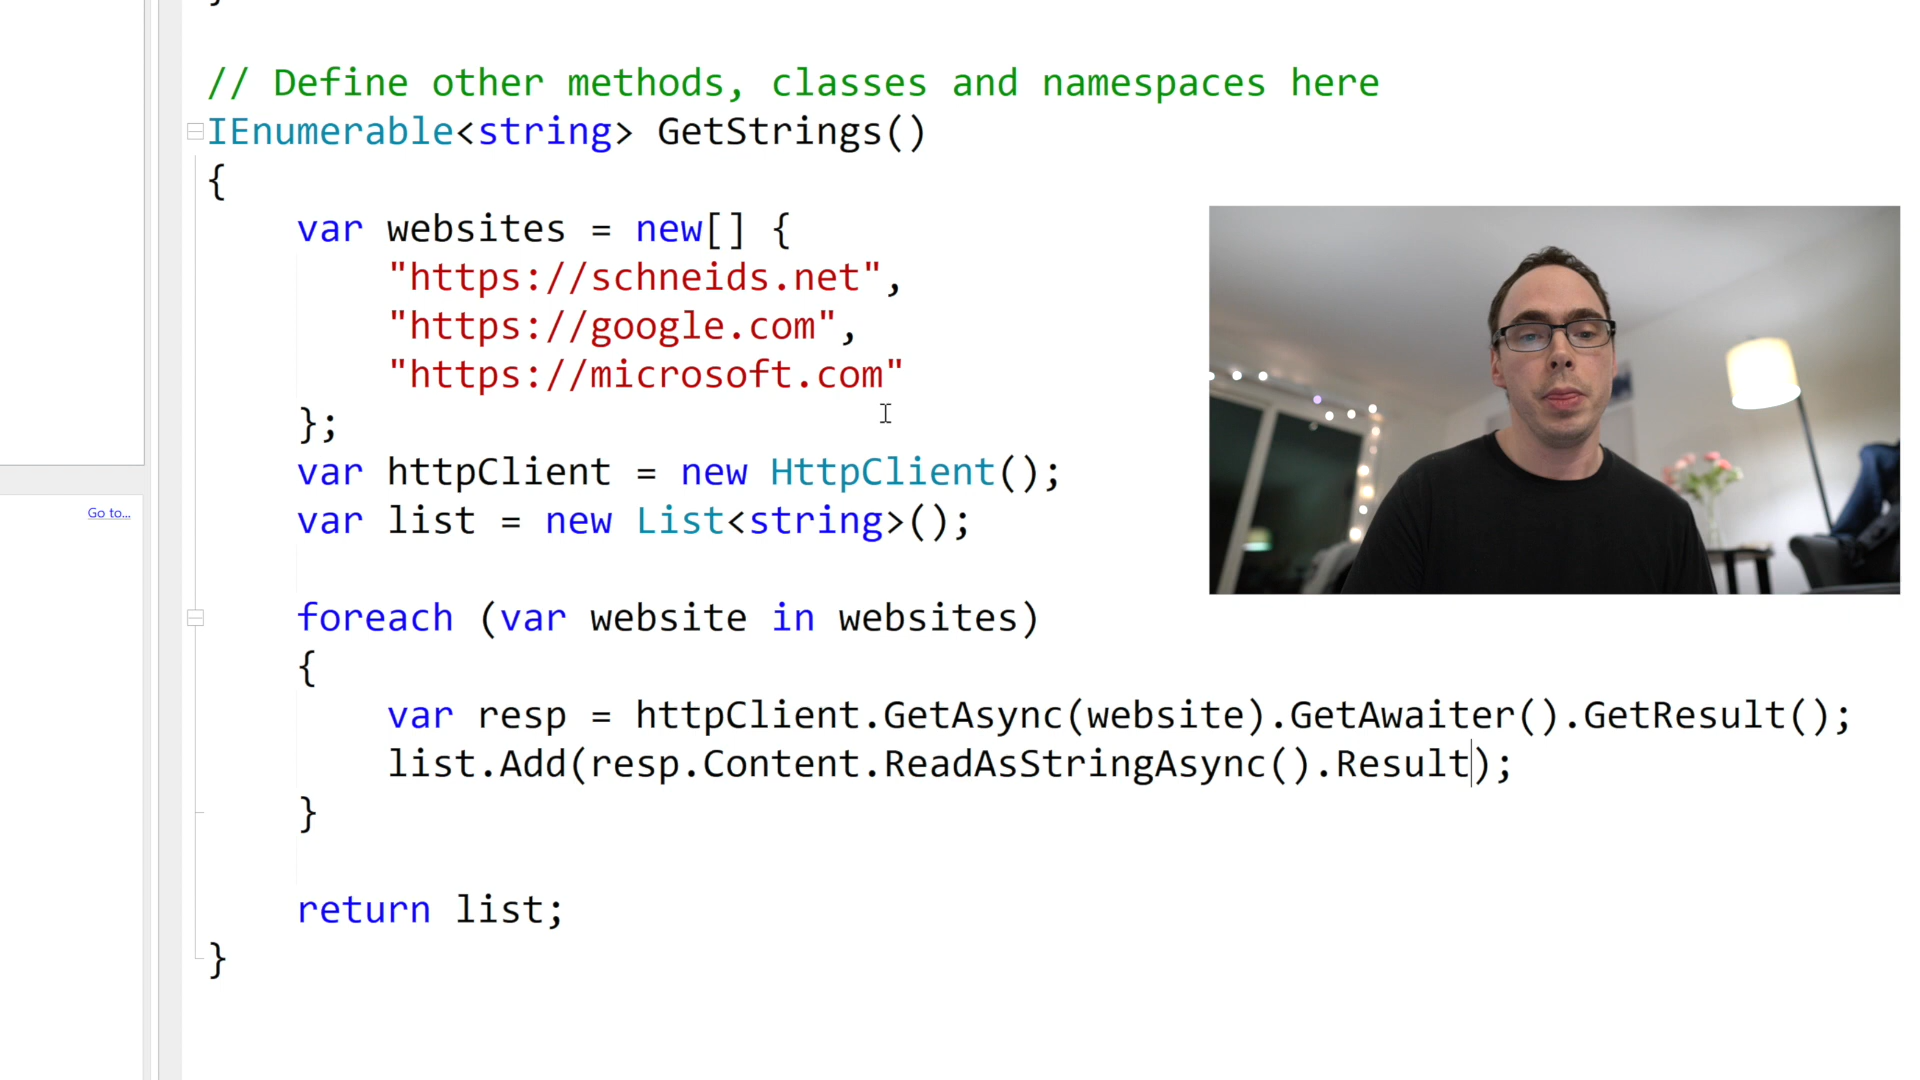 }
// Define other methods, classes and namespaces here
IEnumerable<string> GetStrings()
{
var websites = new[] {
"https://schneids.net",
"https://google.com",
"https://microsoft.com"
};
var httpClient = new HttpClient();
var list = new List<string>();
foreach (var website in websites)
{
var resp = httpClient.GetAsync(website).GetAwaiter().GetResult();
list.Add(resp.Content.ReadAsStringAsync().Result);
}
return list;
}
Go to...